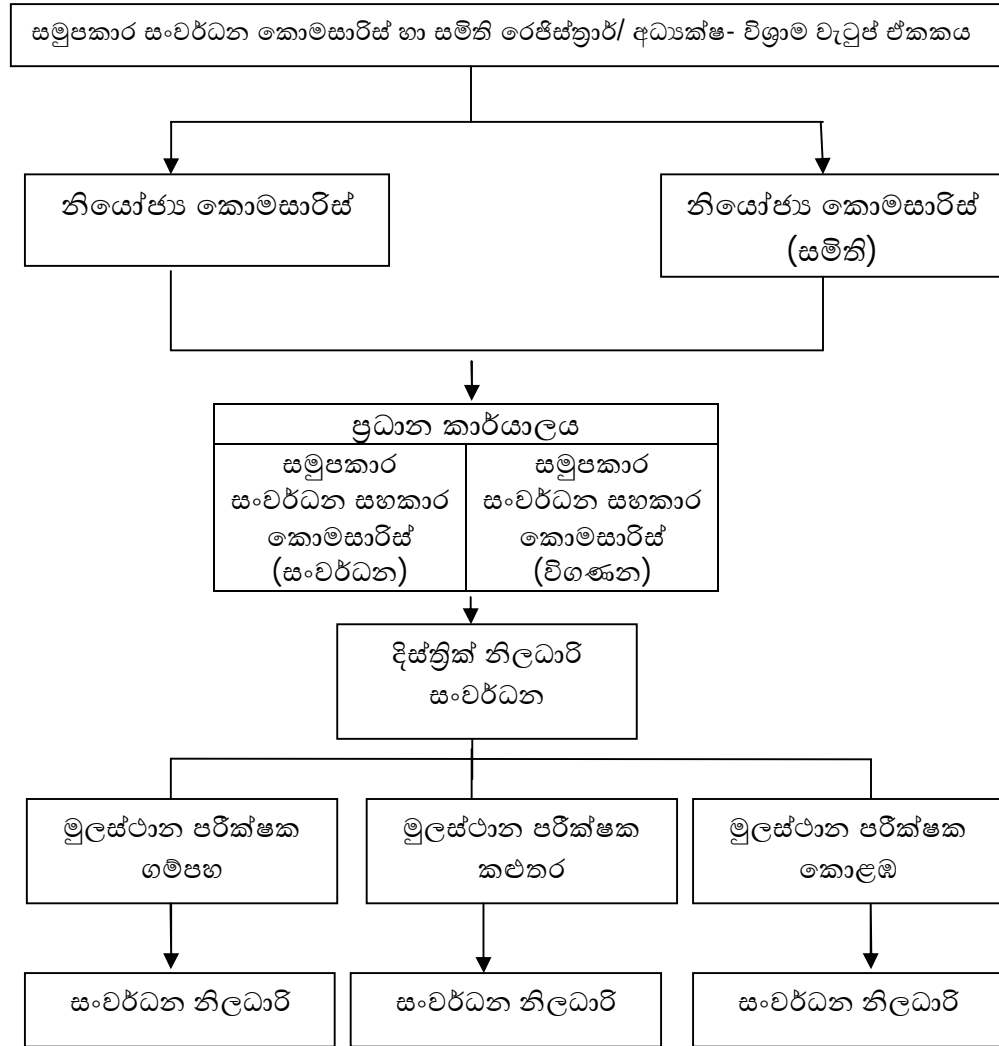 සමුපකාර සංවර්ධන කොමසාරිස් හා සමිති රෙජිස්ත්‍රාර්/ අධ්‍යක්ෂ- විශ්‍රාම වැටුප් ඒකකය
නියෝජ්‍ය කොමසාරිස්
නියෝජ්‍ය කොමසාරිස්
(සමිති)
ප්‍රධාන කාර්යාලය
සමුපකාර
සංවර්ධන සහකාර
කොමසාරිස්
(සංවර්ධන)
සමුපකාර
සංවර්ධන සහකාර
කොමසාරිස්
(විගණන)
දිස්ත්‍රික් නිලධාරි
සංවර්ධන
මුලස්ථාන පරීක්ෂක
ගම්පහ
මුලස්ථාන පරීක්ෂක
කළුතර
මුලස්ථාන පරීක්ෂක
කොළඹ
සංවර්ධන නිලධාරි
සංවර්ධන නිලධාරි
සංවර්ධන නිලධාරි